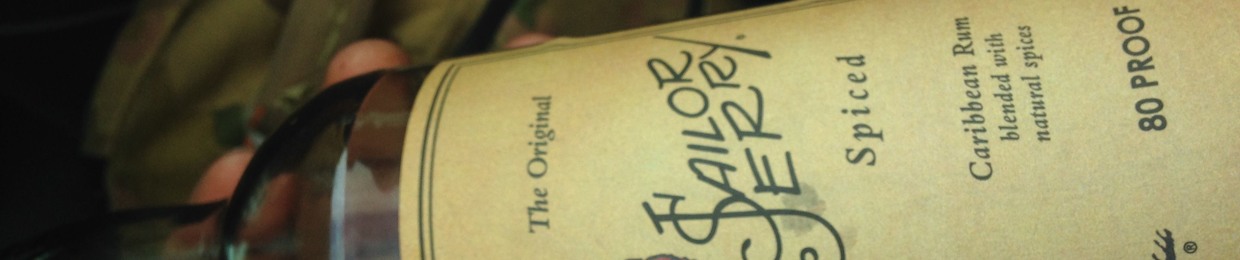 The Original
SAILOR
JERRY.
Spiced
Caribbean Rum
blended with
natural spices
80 PROOF
®